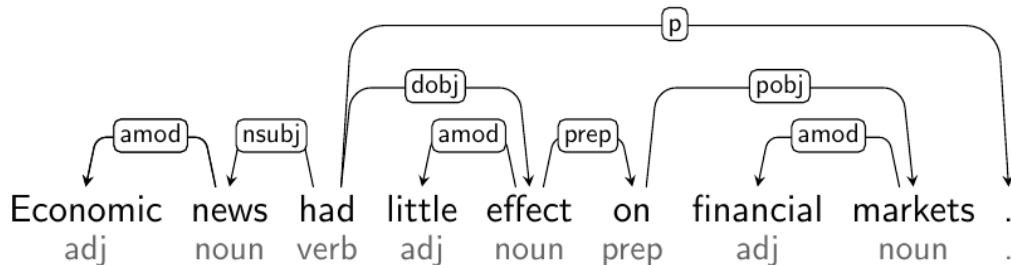 p
dobj pobj
amod nsubj amod prep amod
Economic news had little effect on financial markets .
adj noun verb adj noun prep adj noun .